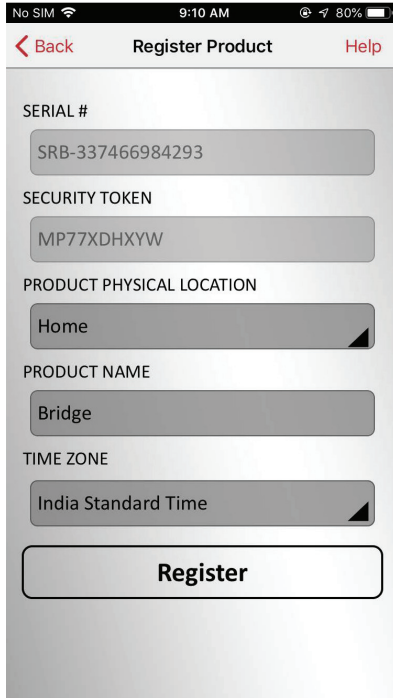 No SIM 9:10 AM 80%
Back Register Product Help
SERIAL #
SRB-337466984293
SECURITY TOKEN
MP77XDHXYW
PRODUCT PHYSICAL LOCATION
Home
PRODUCT NAME
Bridge
TIME ZONE
India Standard Time
Register